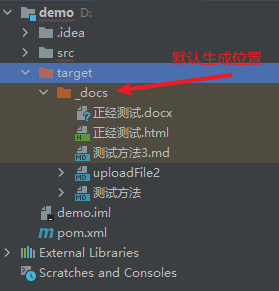 demo D:
.idea
src
target
默认生成位置
_docs
正经测试.docx
正经测试.html
测试方法3.md
uploadFile2
测试方法
demo.iml
pom.xml
External Libraries
Scratches and Consoles